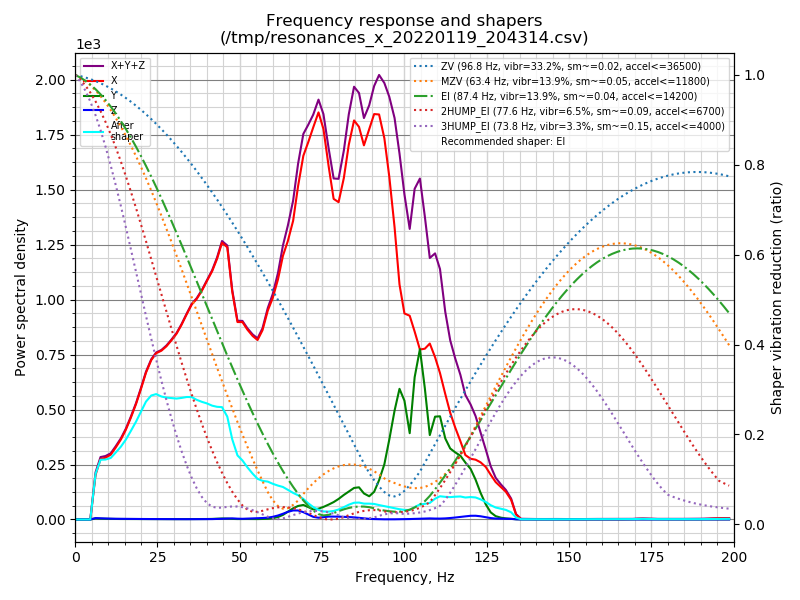 Frequency response and shapers
(/tmp/resonances_x_20220119_204314.csv)
1e3
X+Y+Z
X
Y
Z
After
shaper
ZV (96.8 Hz, vibr=33.2%, sm~=0.02, accel<=36500)
MZV (63.4 Hz, vibr=13.9%, sm~=0.05, accel<=11800)
EI (87.4 Hz, vibr=13.9%, sm~=0.04, accel<=14200)
2HUMP_EI (77.6 Hz, vibr=6.5%, sm~=0.09, accel<=6700)
3HUMP_EI (73.8 Hz, vibr=3.3%, sm~=0.15, accel<=4000)
Recommended shaper: EI
Power spectral density
2.00
1.75
1.50
1.25
1.00
0.75
0.50
0.25
0.00
1.0
0.8
0.6
0.4
0.2
0.0
Shaper vibration reduction (ratio)
0 25 50 75 100 125 150 175 200
Frequency, Hz